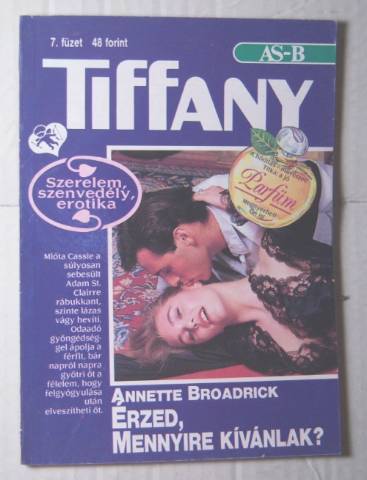 7. füzet 48 forint
AS-B
TIFFANY
Szerelem,
szenvedély,
erotika
Parfüm
Mióta Cassie a
súlyosan
sebesült
Adam St.
Clairre
rábukkant,
szinte lázas
vágy hevíti.
Odaadó
gyöngédség-
gel ápolja a
férfit, bár
napról napra
gyötri őt a
félelem, hogy
felgyógyulása
után
elveszítheti őt.
ANNETTE BROADRICK
ÉRZED,
MENNYIRE KÍVÁNLAK?